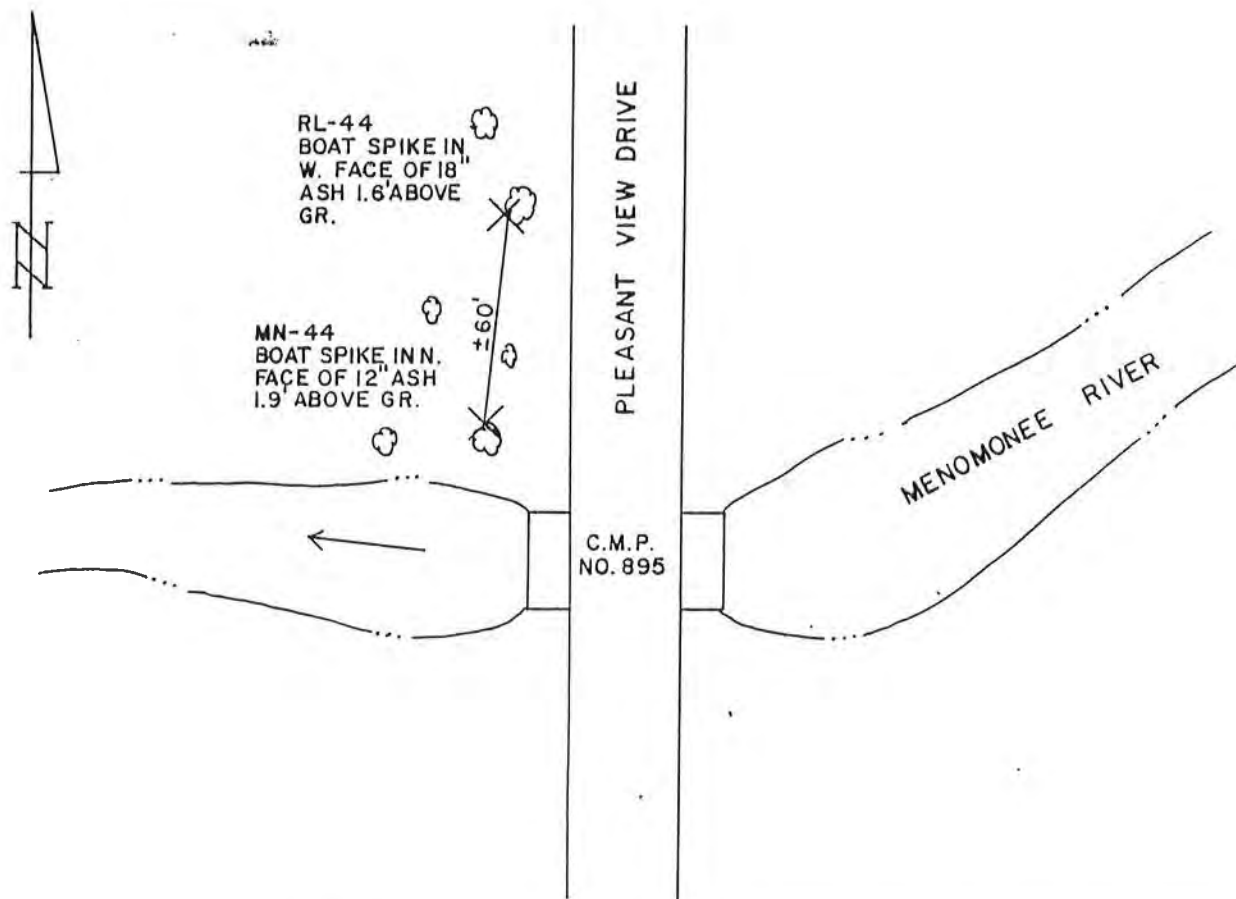 RL-44
BOAT SPIKE IN
W. FACE OF 18"
ASH 1.6' ABOVE
GR.
PLEASANT VIEW DRIVE
N
±60'
MN-44
BOAT SPIKE IN N.
FACE OF 12" ASH
1.9' ABOVE GR.
MENOMONEE RIVER
C.M.P.
NO. 895